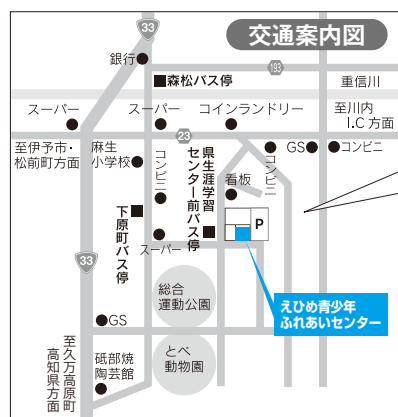 交通案内図
33
銀行
193
森松バス停
重信川
スーパー
スーパー
コインランドリー
至川内
I.C 方面
23
至伊予市・
松前町方面
麻生
小学校
コンビニ
県生涯学習
センター前バス停
コンビニ
GS
コンビニ
看板
下原町バス停
P
スーパー
33
総合
運動公園
えひめ青少年
ふれあいセンター
GS
至久万高原町
高知県方面
砥部焼
陶芸館
とべ
動物園